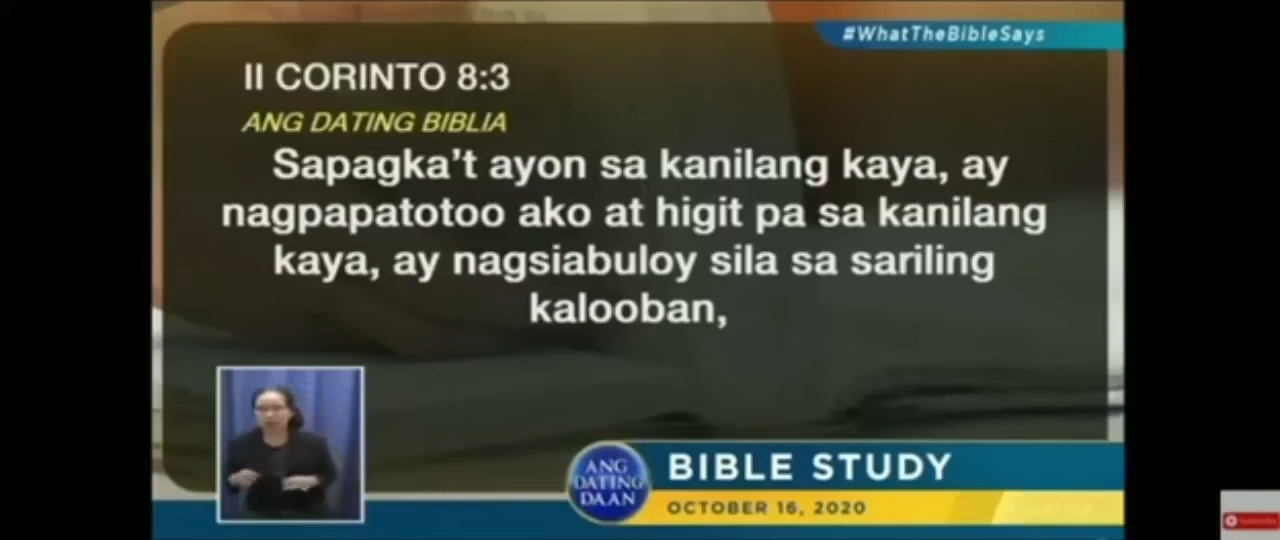 #WhatTheBibleSays
II CORINTO 8:3
ANG DATING BIBLIA
Sapagka't ayon sa kanilang kaya, ay
nagpapatotoo ako at higit pa sa kanilang
kaya, ay nagsiabuloy sila sa sariling
kalooban,
ANG
DATING
DAAN
BIBLE STUDY
OCTOBER 16, 2020